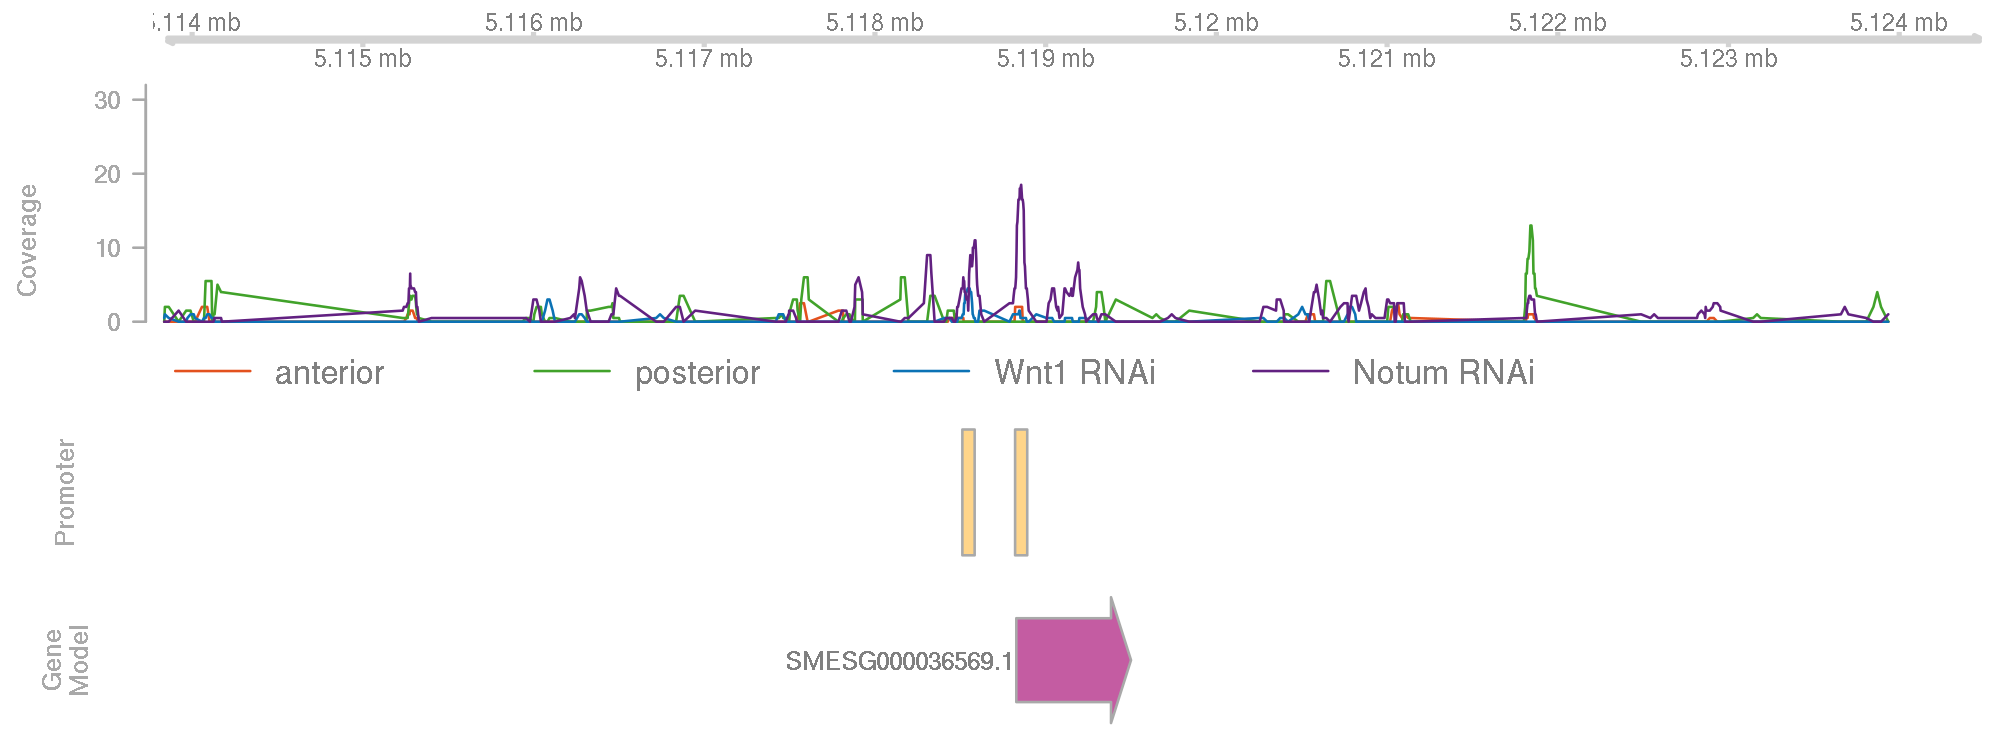 5.114 mb 5.116 mb 5.118 mb 5.12 mb 5.122 mb 5.124 mb
5.115 mb 5.117 mb 5.119 mb 5.121 mb 5.123 mb
30
20
10
0
Coverage
anterior posterior Wnt1 RNAi Notum RNAi
Promoter
Gene
Model
SMESG000036569.1